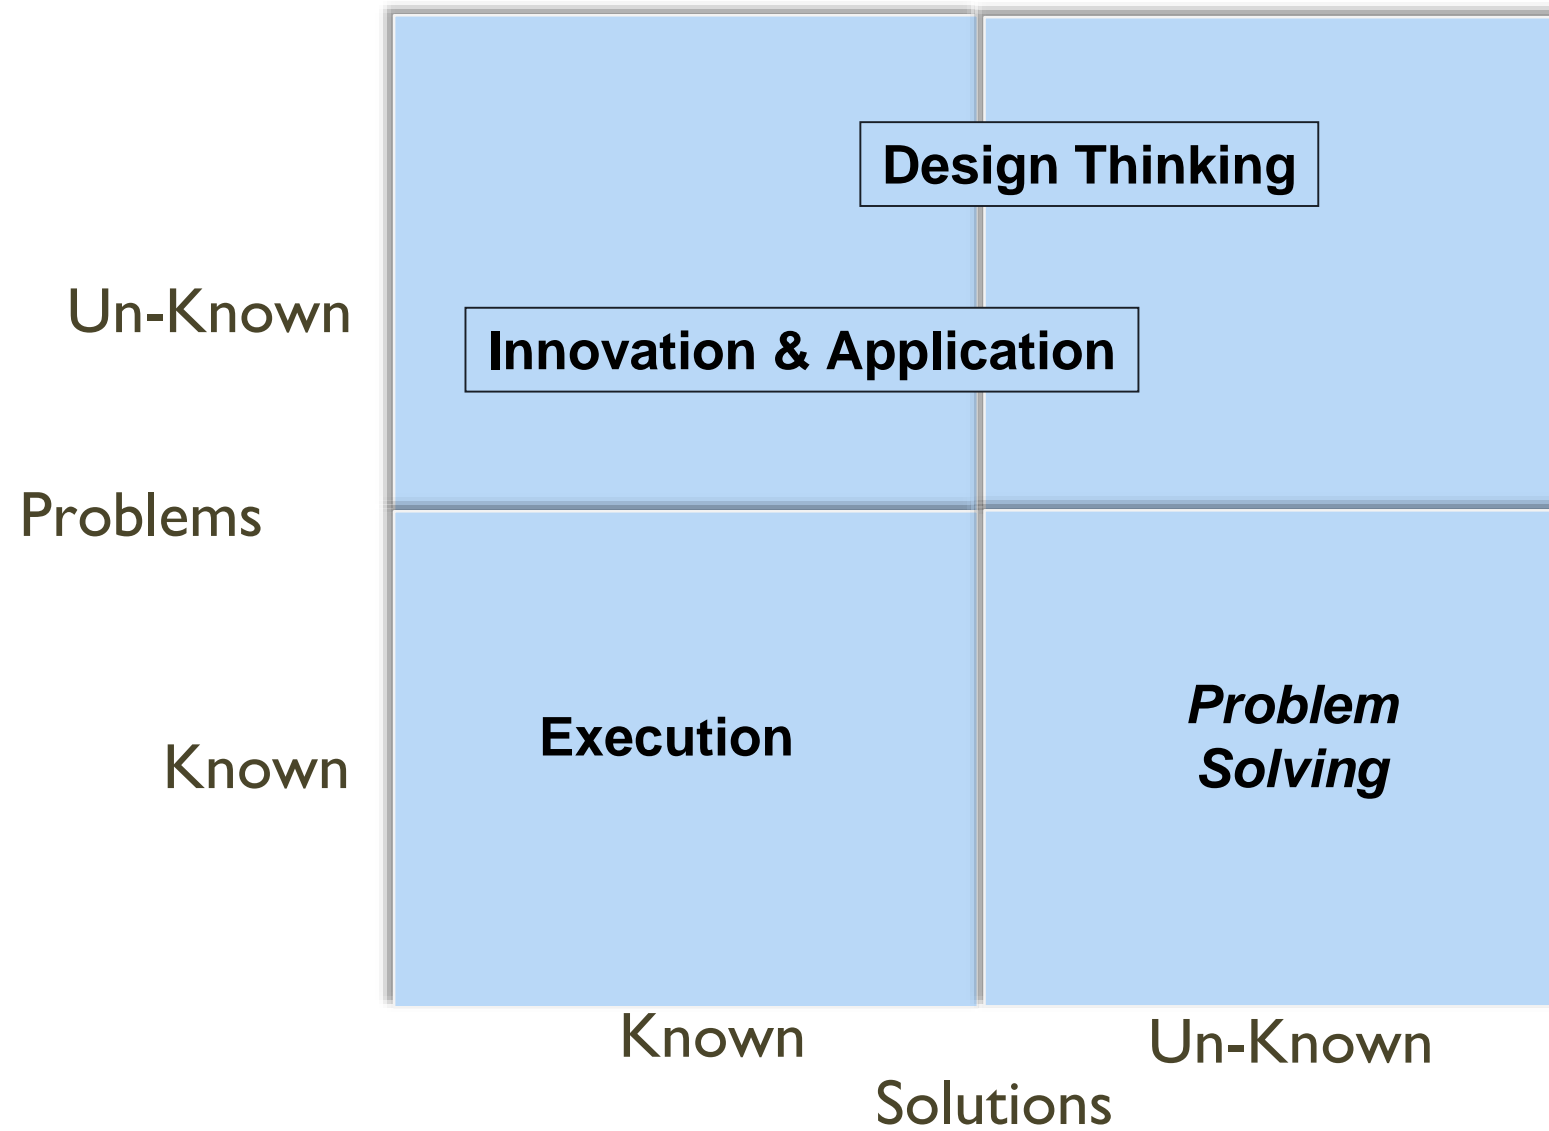 Design Thinking
Un-Known
Innovation & Application
Problems
Execution
Problem
Solving
Known
Known
Un-Known
Solutions